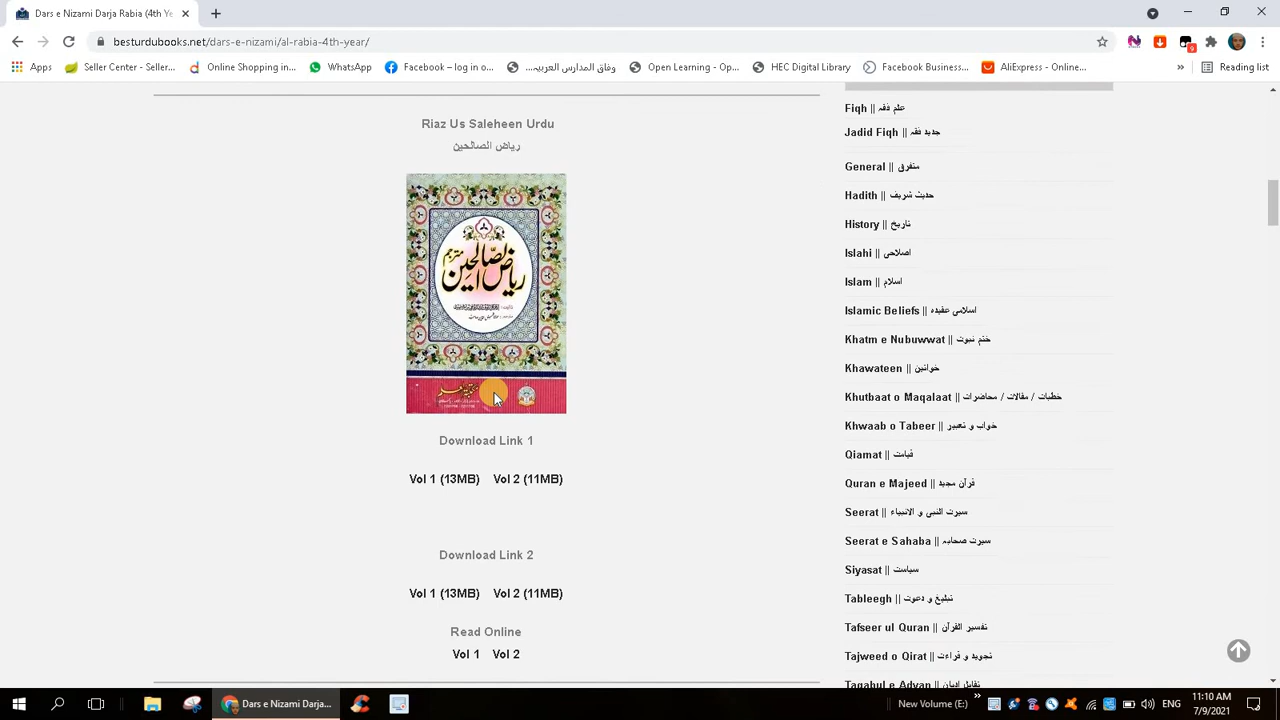 Dars e Nizami Darja Rabia (4th Ye
besturdubooks.net/dars-e-nizami/al-rabia-4th-year/
Apps
Seller Center - Seller...
Online Shopping in...
WhatsApp
Facebook – log in o...
وفاق المدارس العربیہ...
Open Learning - Op...
HEC Digital Library
Facebook Business...
AliExpress - Online...
»
Reading list
Riaz Us Saleheen Urdu
ریاض الصالحین
ریاض الصالحین
مترجم
Download Link 1
Vol 1 (13MB) Vol 2 (11MB)
Download Link 2
Vol 1 (13MB) Vol 2 (11MB)
Read Online
Vol 1 Vol 2
Fiqh || علم فقہ
Jadid Fiqh || جدید فقہ
General || متفرق
Hadith || حدیث شریف
History || تاریخ
Islahi || اصلاحی
Islam || اسلام
Islamic Beliefs || اسلامی عقیدہ
Khatm e Nubuwwat || ختم نبوت
Khawateen || خواتین
Khutbaat o Maqalaat || خطبات / مقالات / محاضرات
Khwaab o Tabeer || خواب و تعبیر
Qiamat || قیامت
Quran e Majeed || قرآن مجید
Seerat || سیرت النبی و الانبیاء
Seerat e Sahaba || سیرت صحابہ
Siyasat || سیاست
Tableegh || تبلیغ و دعوت
Tafseer ul Quran || تفسیر القرآن
Tajweed o Qirat || تجوید و قراءت
Taqabul e Adyan || تقابل ادیان
Dars e Nizami Darja...
New Volume (E:)
»
ENG
11:10 AM
7/9/2021